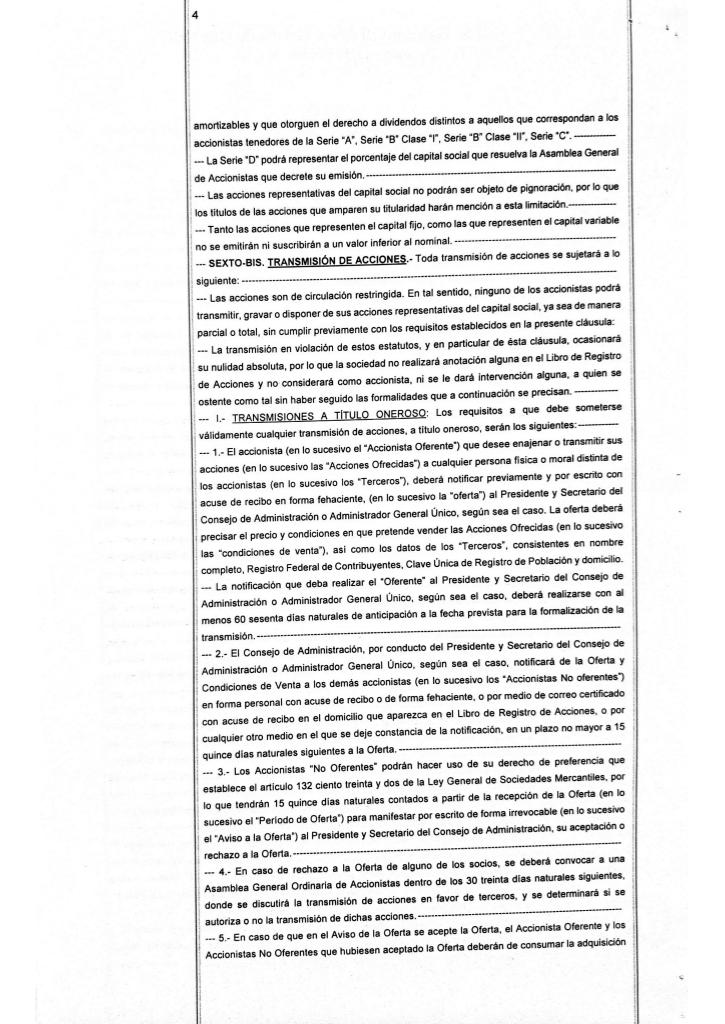 4
amortizables y que otorguen el derecho a dividendos distintos a aquellos que correspondan a los
accionistas tenedores de la Serie "A", Serie "B" Clase "I", Serie "B" Clase "II", Serie "C". -------------
--- La Serie "D" podrá representar el porcentaje del capital social que resuelva la Asamblea General
de Accionistas que decrete su emisión.-------------------------------------------------------------------------
--- Las acciones representativas del capital social no podrán ser objeto de pignoración, por lo que
los títulos de las acciones que amparen su titularidad harán mención a esta limitación.--------------
--- Tanto las acciones que representen el capital fijo, como las que representen el capital variable
no se emitirán ni suscribirán a un valor inferior al nominal. ----------------------------------------------
--- SEXTO-BIS. TRANSMISIÓN DE ACCIONES.- Toda transmisión de acciones se sujetará a lo
siguiente: ------------------------------------------------------------------------------------------------------
--- Las acciones son de circulación restringida. En tal sentido, ninguno de los accionistas podrá
transmitir, gravar o disponer de sus acciones representativas del capital social, ya sea de manera
parcial o total, sin cumplir previamente con los requisitos establecidos en la presente cláusula:
--- La transmisión en violación de estos estatutos, y en particular de ésta cláusula, ocasionará
su nulidad absoluta, por lo que la sociedad no realizará anotación alguna en el Libro de Registro
de Acciones y no considerará como accionista, ni se le dará intervención alguna, a quien se
ostente como tal sin haber seguido las formalidades que a continuación se precisan. -------------
--- I.- TRANSMISIONES A TÍTULO ONEROSO: Los requisitos a que debe someterse
válidamente cualquier transmisión de acciones, a título oneroso, serán los siguientes:-------------
--- 1.- El accionista (en lo sucesivo el "Accionista Oferente") que desee enajenar o transmitir sus
acciones (en lo sucesivo las "Acciones Ofrecidas") a cualquier persona física o moral distinta de
los accionistas (en lo sucesivo los "Terceros"), deberá notificar previamente y por escrito con
acuse de recibo en forma fehaciente, (en lo sucesivo la "oferta") al Presidente y Secretario del
Consejo de Administración o Administrador General Único, según sea el caso. La oferta deberá
precisar el precio y condiciones en que pretende vender las Acciones Ofrecidas (en lo sucesivo
las "condiciones de venta"), asi como los datos de los "Terceros", consistentes en nombre
completo, Registro Federal de Contribuyentes, Clave Única de Registro de Población y domicilio.
--- La notificación que deba realizar el "Oferente" al Presidente y Secretario del Consejo de
Administración o Administrador General Único, según sea el caso, deberá realizarse con al
menos 60 sesenta días naturales de anticipación a la fecha prevista para la formalización de la
transmisión.------------------------------------------------------------------------------------------------------
--- 2.- El Consejo de Administración, por conducto del Presidente y Secretario del Consejo de
Administración o Administrador General Único, según sea el caso, notificará de la Oferta y
Condiciones de Venta a los demás accionistas (en lo sucesivo los "Accionistas No oferentes")
en forma personal con acuse de recibo o de forma fehaciente, o por medio de correo certificado
con acuse de recibo en el domicilio que aparezca en el Libro de Registro de Acciones, o por
cualquier otro medio en el que se deje constancia de la notificación, en un plazo no mayor a 15
quince días naturales siguientes a la Oferta. ---------------------------------------------------------------
--- 3.- Los Accionistas "No Oferentes" podrán hacer uso de su derecho de preferencia que
establece el artículo 132 ciento treinta y dos de la Ley General de Sociedades Mercantiles, por
lo que tendrán 15 quince días naturales contados a partir de la recepción de la Oferta (en lo
sucesivo el "Periodo de Oferta") para manifestar por escrito de forma irrevocable (en lo sucesivo
el "Aviso a la Oferta") al Presidente y Secretario del Consejo de Administración, su aceptación o
rechazo a la Oferta.---------------------------------------------------------------------------------------------
--- 4.- En caso de rechazo a la Oferta de alguno de los socios, se deberá convocar a una
Asamblea General Ordinaria de Accionistas dentro de los 30 treinta días naturales siguientes,
donde se discutirá la transmisión de acciones en favor de terceros, y se determinará si se
autoriza o no la transmisión de dichas acciones.-----------------------------------------------------------
--- 5.- En caso de que en el Aviso de la Oferta se acepte la Oferta, el Accionista Oferente y los
Accionistas No Oferentes que hubiesen aceptado la Oferta deberán de consumar la adquisición